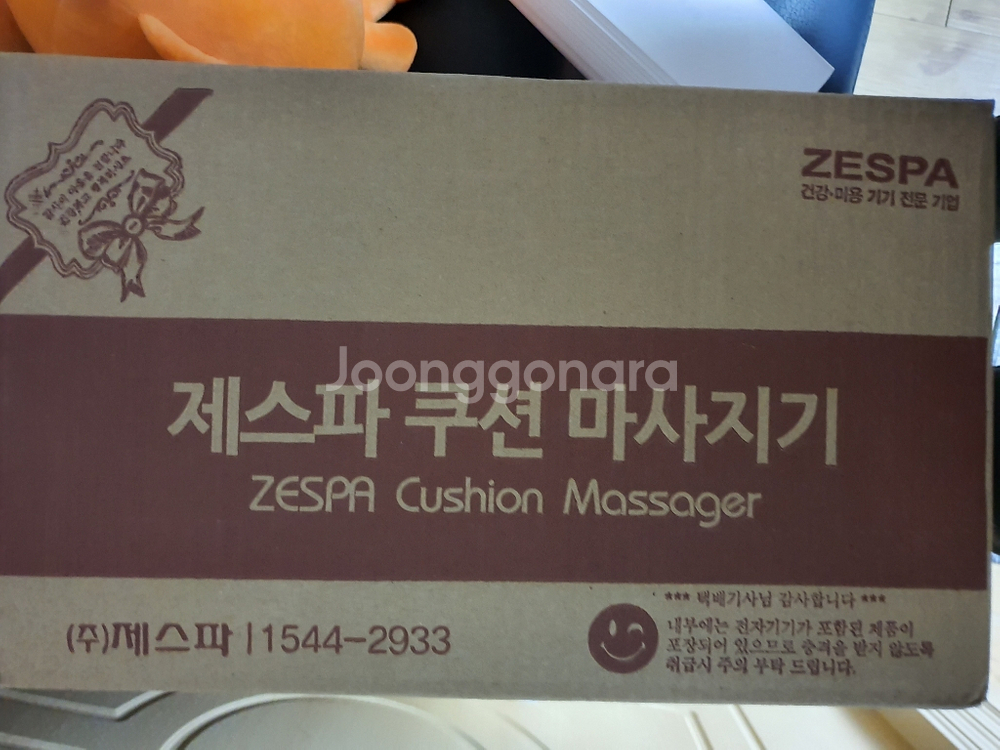 ZESPA
건강·미용 기기 전문 기업
Joonggonara
제스파 쿠션 마사지기
ZESPA Cushion Massager
(주)제스파 | 1544-2933
*** 택배기사님 감사합니다 ***
내부에는 전자기기가 포함된 제품이
포장되어 있으므로 충격을 받지 않도록
취급시 주의 부탁 드립니다.